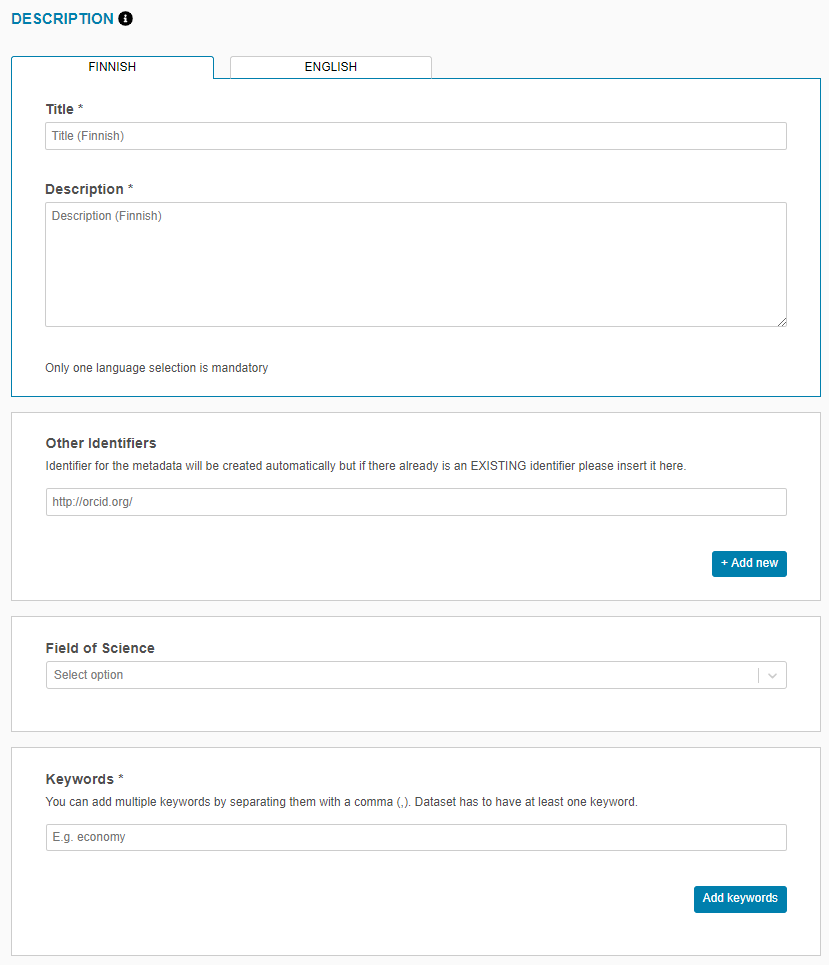 DESCRIPTION
FINNISH
ENGLISH
Title *
Title (Finnish)
Description *
Description (Finnish)
Only one language selection is mandatory
Other Identifiers
Identifier for the metadata will be created automatically but if there already is an EXISTING identifier please insert it here.
http://orcid.org/
+ Add new
Field of Science
Select option
Keywords *
You can add multiple keywords by separating them with a comma (,). Dataset has to have at least one keyword.
E.g. economy
Add keywords